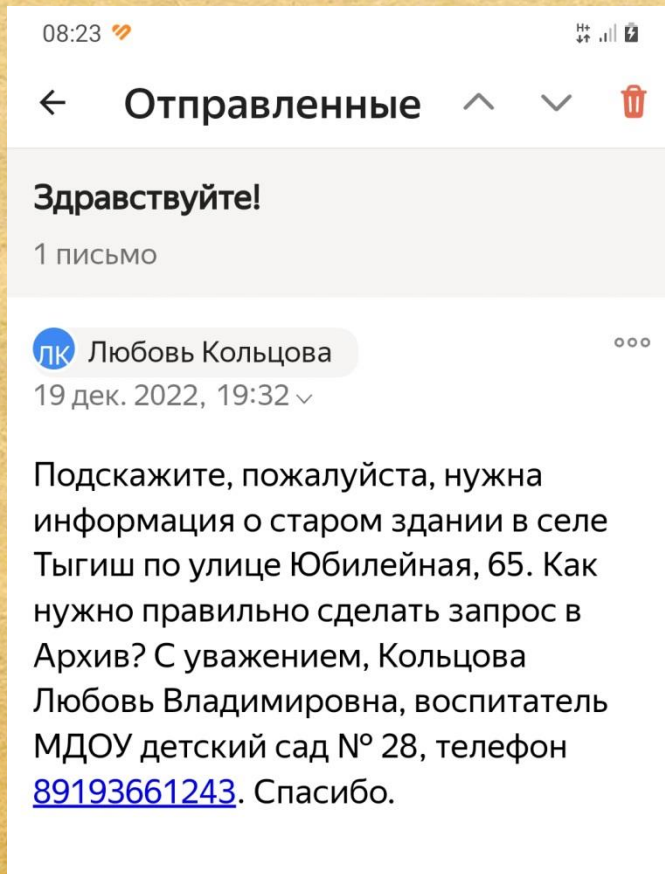 08:23
H+
Отправленные
Здравствуйте!
1 письмо
ЛК Любовь Кольцова
19 дек. 2022, 19:32
Подскажите, пожалуйста, нужна
информация о старом здании в селе
Тыгиш по улице Юбилейная, 65. Как
нужно правильно сделать запрос в
Архив? С уважением, Кольцова
Любовь Владимировна, воспитатель
МДОУ детский сад № 28, телефон
89193661243. Спасибо.